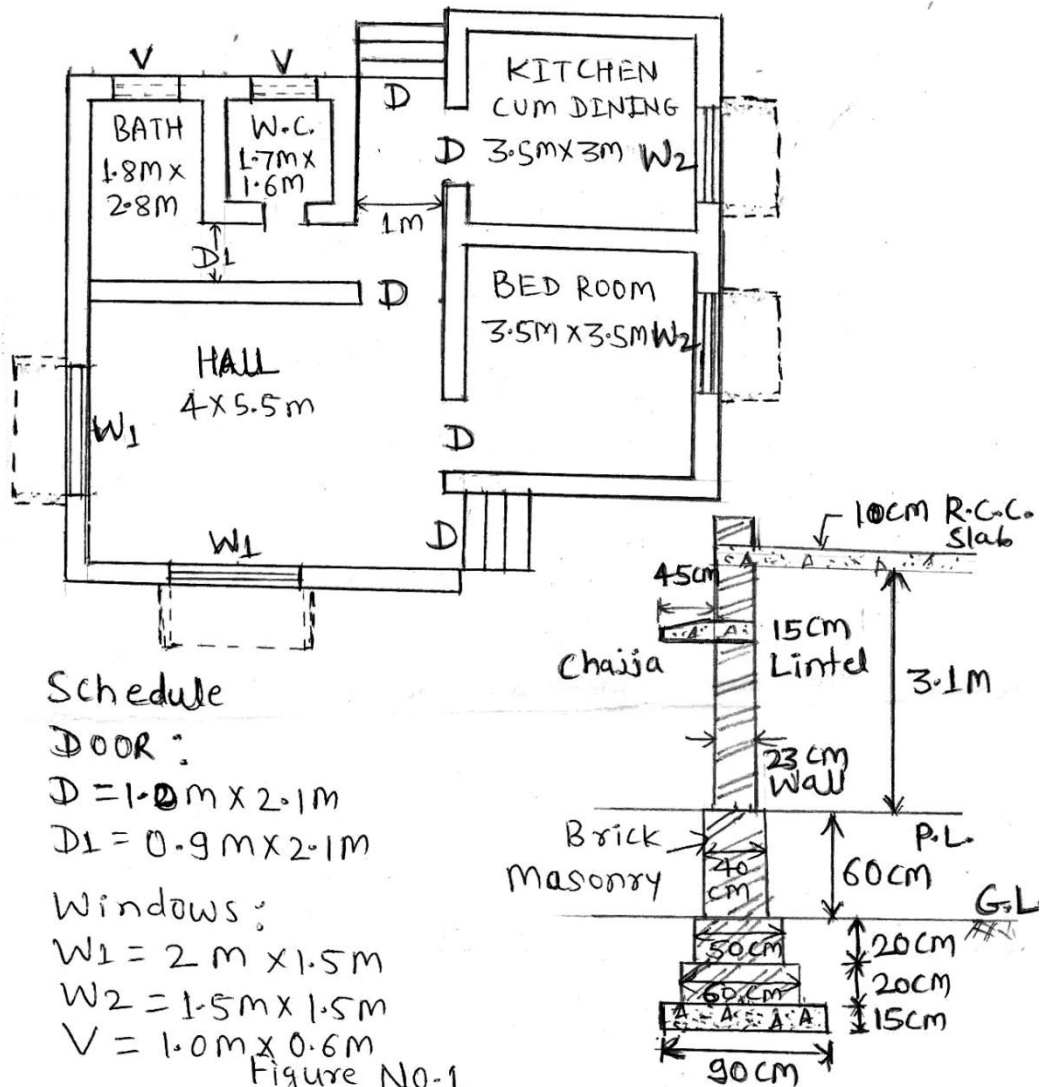 V
V
D
BATH
1.8m x
2.8m
W.C.
1.7m x
1.6m
KITCHEN
CUM DINING
3.5m x 3m
D
W2
1m
D1
D
BED ROOM
3.5m x 3.5m
W2
HALL
4 x 5.5m
W1
D
W1
D
10cm R.C.C.
Slab
45cm
Chajja
15cm
Lintel
3.1m
23cm
Wall
Brick
Masonry
40
cm
60cm
P.L.
G.L
50cm
20cm
60cm
20cm
15cm
90cm
Schedule
DOOR :
D = 1.0m x 2.1m
D1 = 0.9m x 2.1m
Windows :
W1 = 2m x 1.5m
W2 = 1.5m x 1.5m
V = 1.0m x 0.6m
Figure No.1